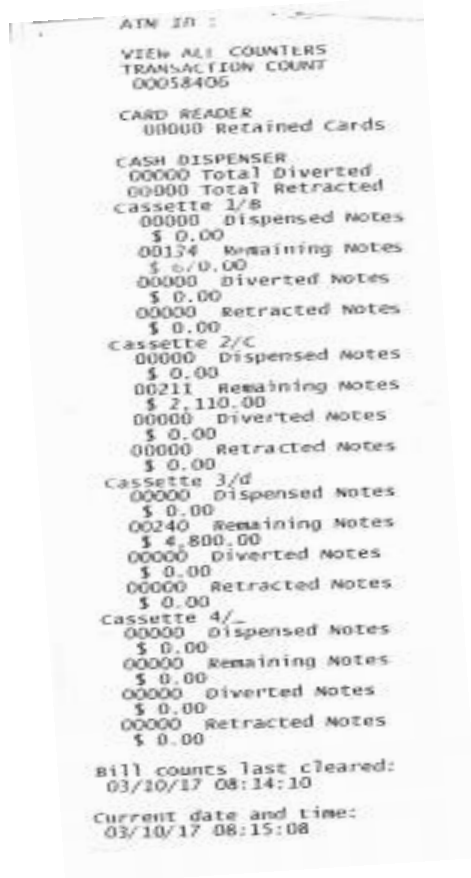 ATM ID :
VIEW ALL COUNTERS
TRANSACTION COUNT
00058406
CARD READER
00000 Retained Cards
CASH DISPENSER
00000 Total Diverted
00000 Total Retracted
Cassette 1/B
00000 Dispensed Notes
$ 0.00
00134 Remaining Notes
$ 670.00
00000 Diverted Notes
$ 0.00
00000 Retracted Notes
$ 0.00
Cassette 2/C
00000 Dispensed Notes
$ 0.00
00211 Remaining Notes
$ 2,110.00
00000 Diverted Notes
$ 0.00
00000 Retracted Notes
$ 0.00
Cassette 3/d
00000 Dispensed Notes
$ 0.00
00240 Remaining Notes
$ 4,800.00
00000 Diverted Notes
$ 0.00
00000 Retracted Notes
$ 0.00
Cassette 4/_
00000 Dispensed Notes
$ 0.00
00000 Remaining Notes
$ 0.00
00000 Diverted Notes
$ 0.00
00000 Retracted Notes
$ 0.00
Bill counts last cleared:
03/10/17 08:14:10
Current date and time:
03/10/17 08:15:08